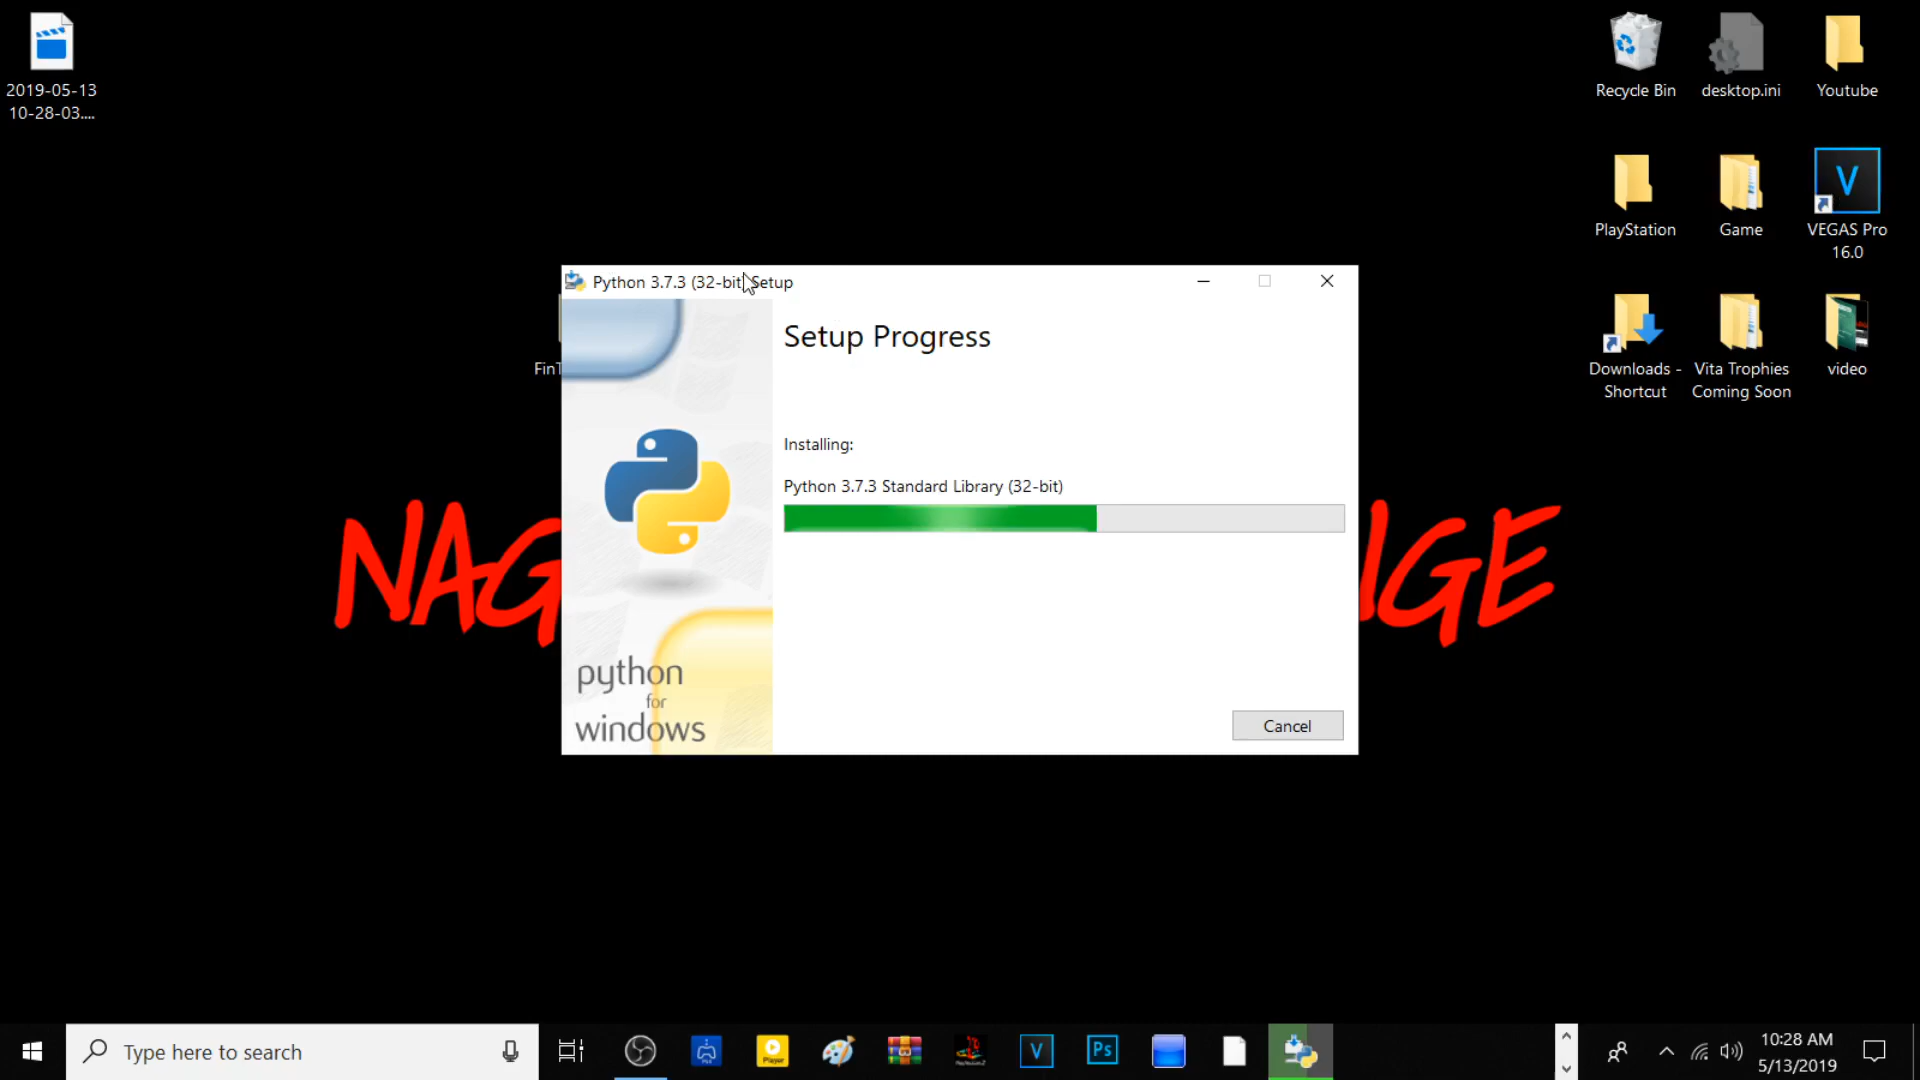 2019-05-13
10-28-03....
Recycle Bin
desktop.ini
Youtube
PlayStation
Game
VEGAS Pro
16.0
Downloads -
Shortcut
Vita Trophies
Coming Soon
video
FinT
Python 3.7.3 (32-bit) Setup
Setup Progress
Installing:
Python 3.7.3 Standard Library (32-bit)
NAG
NGE
python
for
windows
Cancel
Type here to search
Player
V
Ps
10:28 AM
5/13/2019